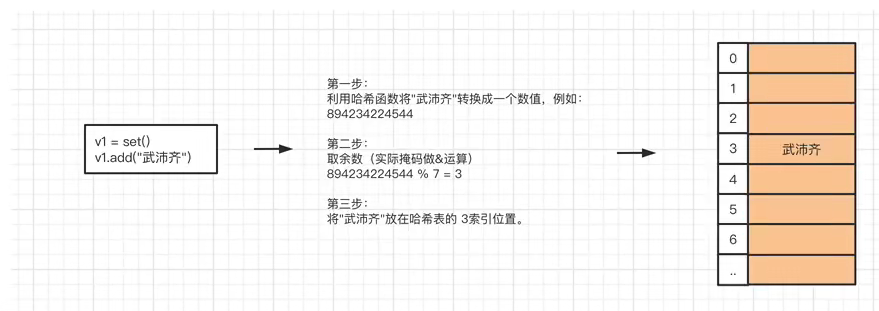 v1 = set()
v1.add("武沛齐")
第一步：
利用哈希函数将"武沛齐"转换成一个数值，例如：
894234224544
第二步：
取余数（实际掩码做&运算）
894234224544 % 7 = 3
第三步：
将"武沛齐"放在哈希表的 3索引位置。
0
1
2
3 武沛齐
4
5
6
..